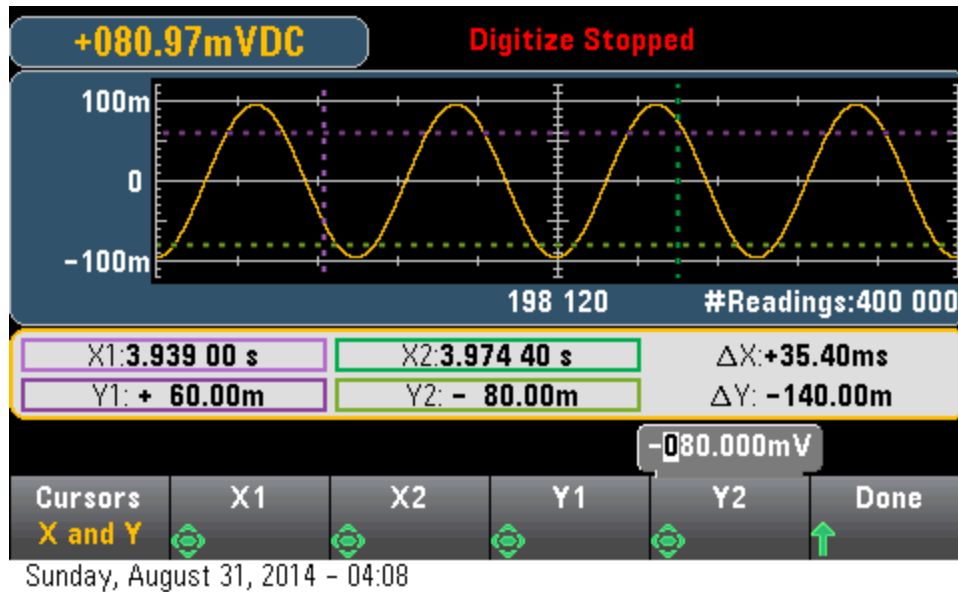 +080.97mVDC Digitize Stopped
100m
0
-100m
198 120 #Readings:400 000
X1:3.939 00 s X2:3.974 40 s ΔX:+35.40ms
Y1: + 60.00m Y2: - 80.00m ΔY: -140.00m
-080.000mV
Cursors X1 X2 Y1 Y2 Done
X and Y
Sunday, August 31, 2014 - 04:08